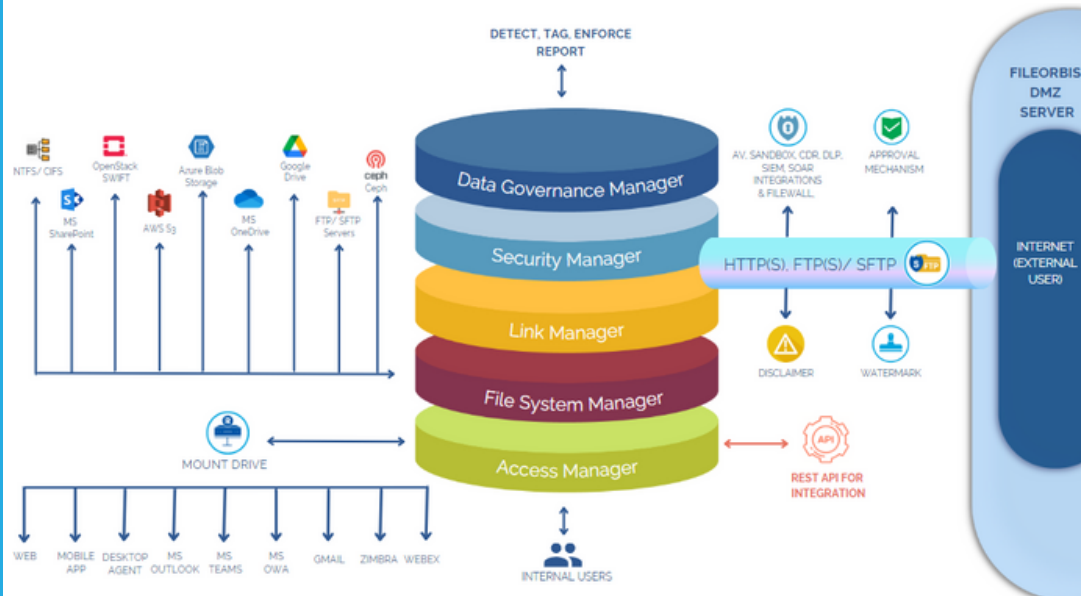 DETECT, TAG, ENFORCE
REPORT
FILEORBIS
DMZ
SERVER
NTFS/ CIFS
OpenStack
SWIFT
Azure Blob
Storage
Google
Drive
ceph
Ceph
MS
SharePoint
AWS S3
MS
OneDrive
FTP/ SFTP
Servers
Data Governance Manager
Security Manager
Link Manager
File System Manager
Access Manager
AV, SANDBOX, CDR, DLP,
SIEM, SOAR
INTEGRATIONS
& FILEWALL,
APPROVAL
MECHANISM
HTTP(S), FTP(S)/ SFTP
S FTP
INTERNET
(EXTERNAL
USER)
DISCLAIMER
WATERMARK
MOUNT DRIVE
API
REST API FOR
INTEGRATION
WEB
MOBILE
APP
DESKTOP
AGENT
MS
OUTLOOK
MS
TEAMS
MS
OWA
GMAIL
ZIMBRA
WEBEX
INTERNAL USERS